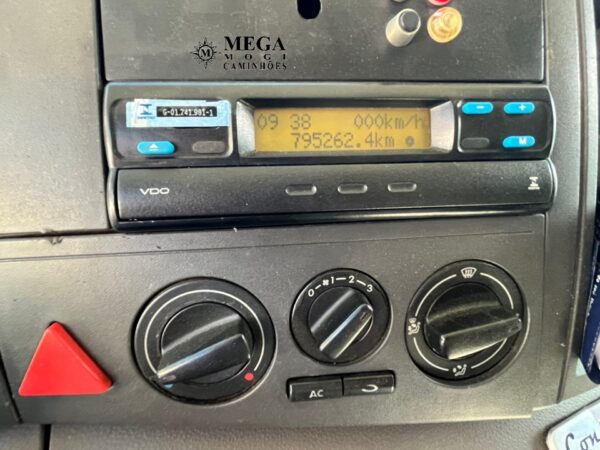 MEGA
MOGI
CAMINHÕES
G-01.241.981-1
09 38 000km/h
795262.4km
M
VDO
0 1 2 3
AC